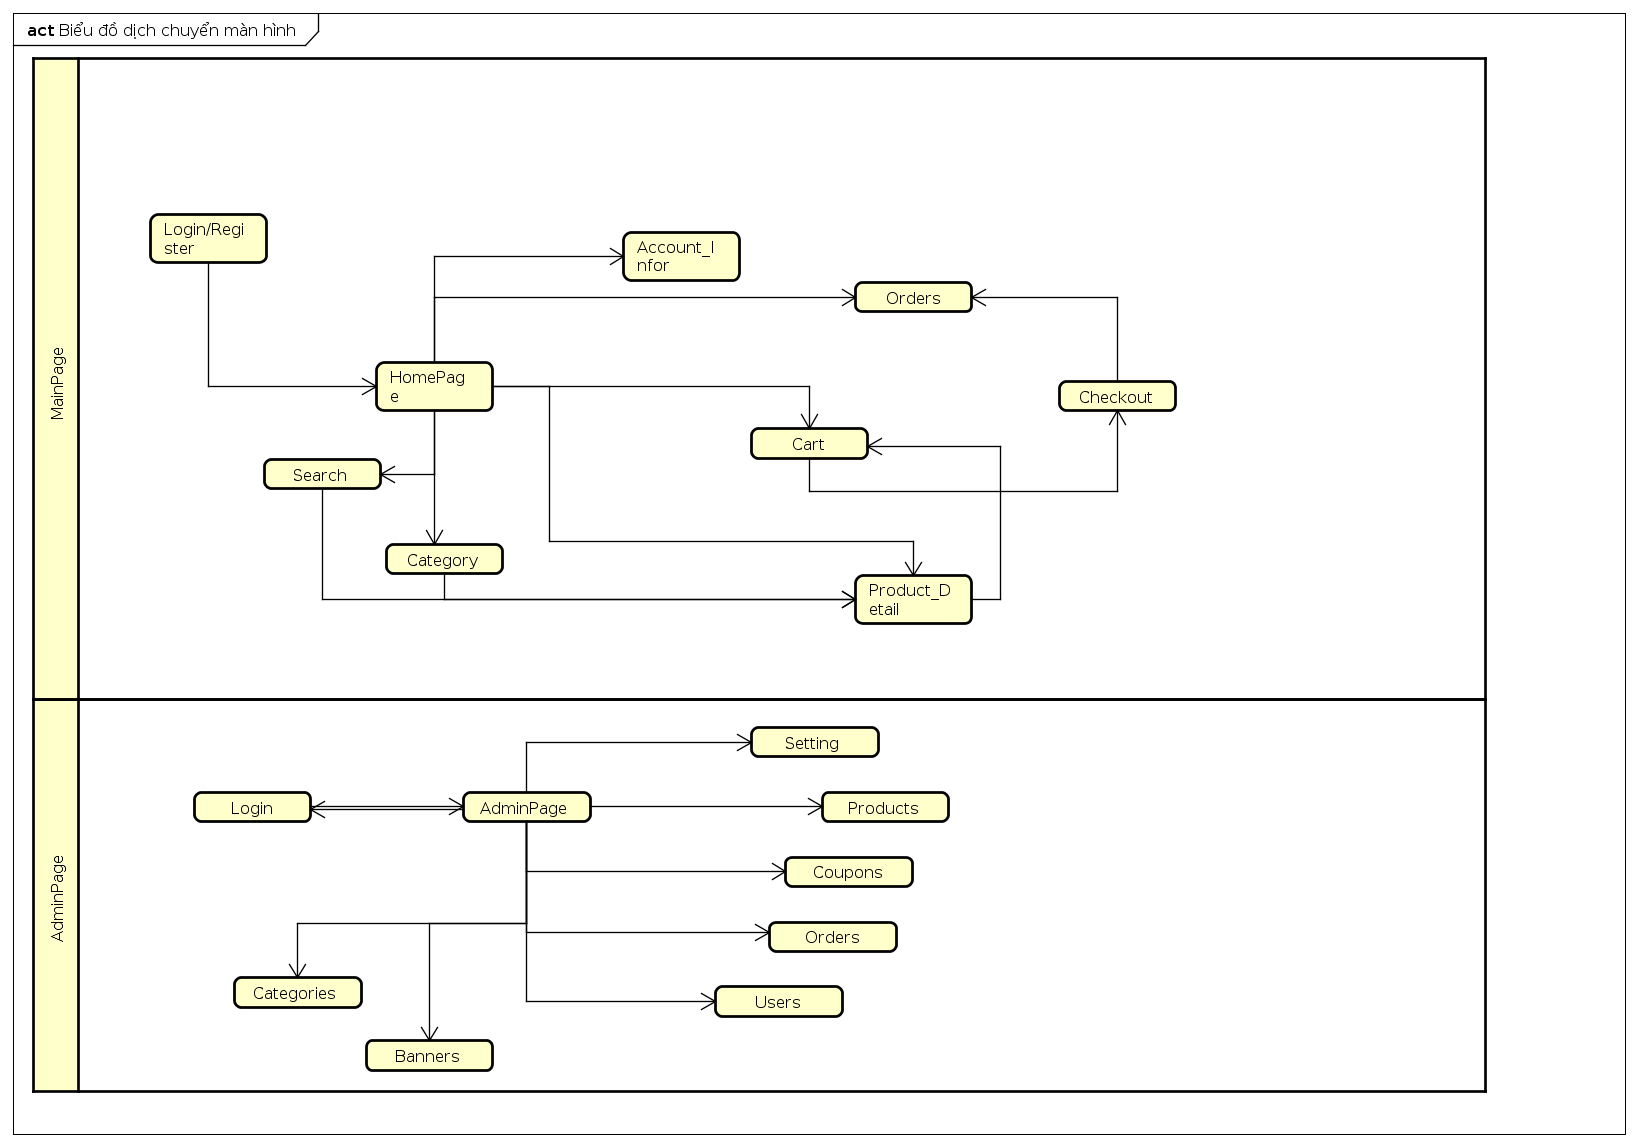 act Biểu đồ dịch chuyển màn hình
MainPage
Login/Regi
ster
Account_I
nfor
Orders
HomePag
e
Checkout
Cart
Search
Category
Product_D
etail
AdminPage
Setting
Login
AdminPage
Products
Coupons
Orders
Categories
Users
Banners